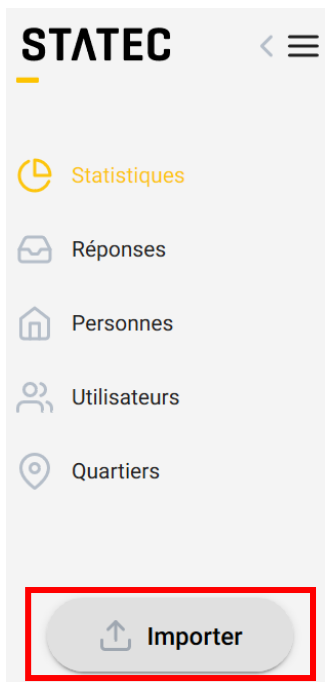 STATEC
Statistiques
Réponses
Personnes
Utilisateurs
Quartiers
Importer